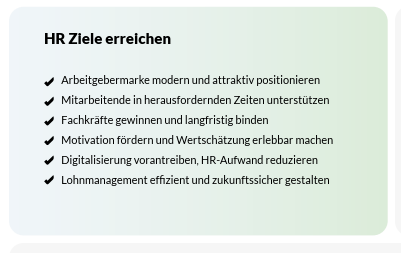 HR Ziele erreichen
Arbeitgebermarke modern und attraktiv positionieren
Mitarbeitende in herausfordernden Zeiten unterstützen
Fachkräfte gewinnen und langfristig binden
Motivation fördern und Wertschätzung erlebbar machen
Digitalisierung vorantreiben, HR-Aufwand reduzieren
Lohnmanagement effizient und zukunftssicher gestalten